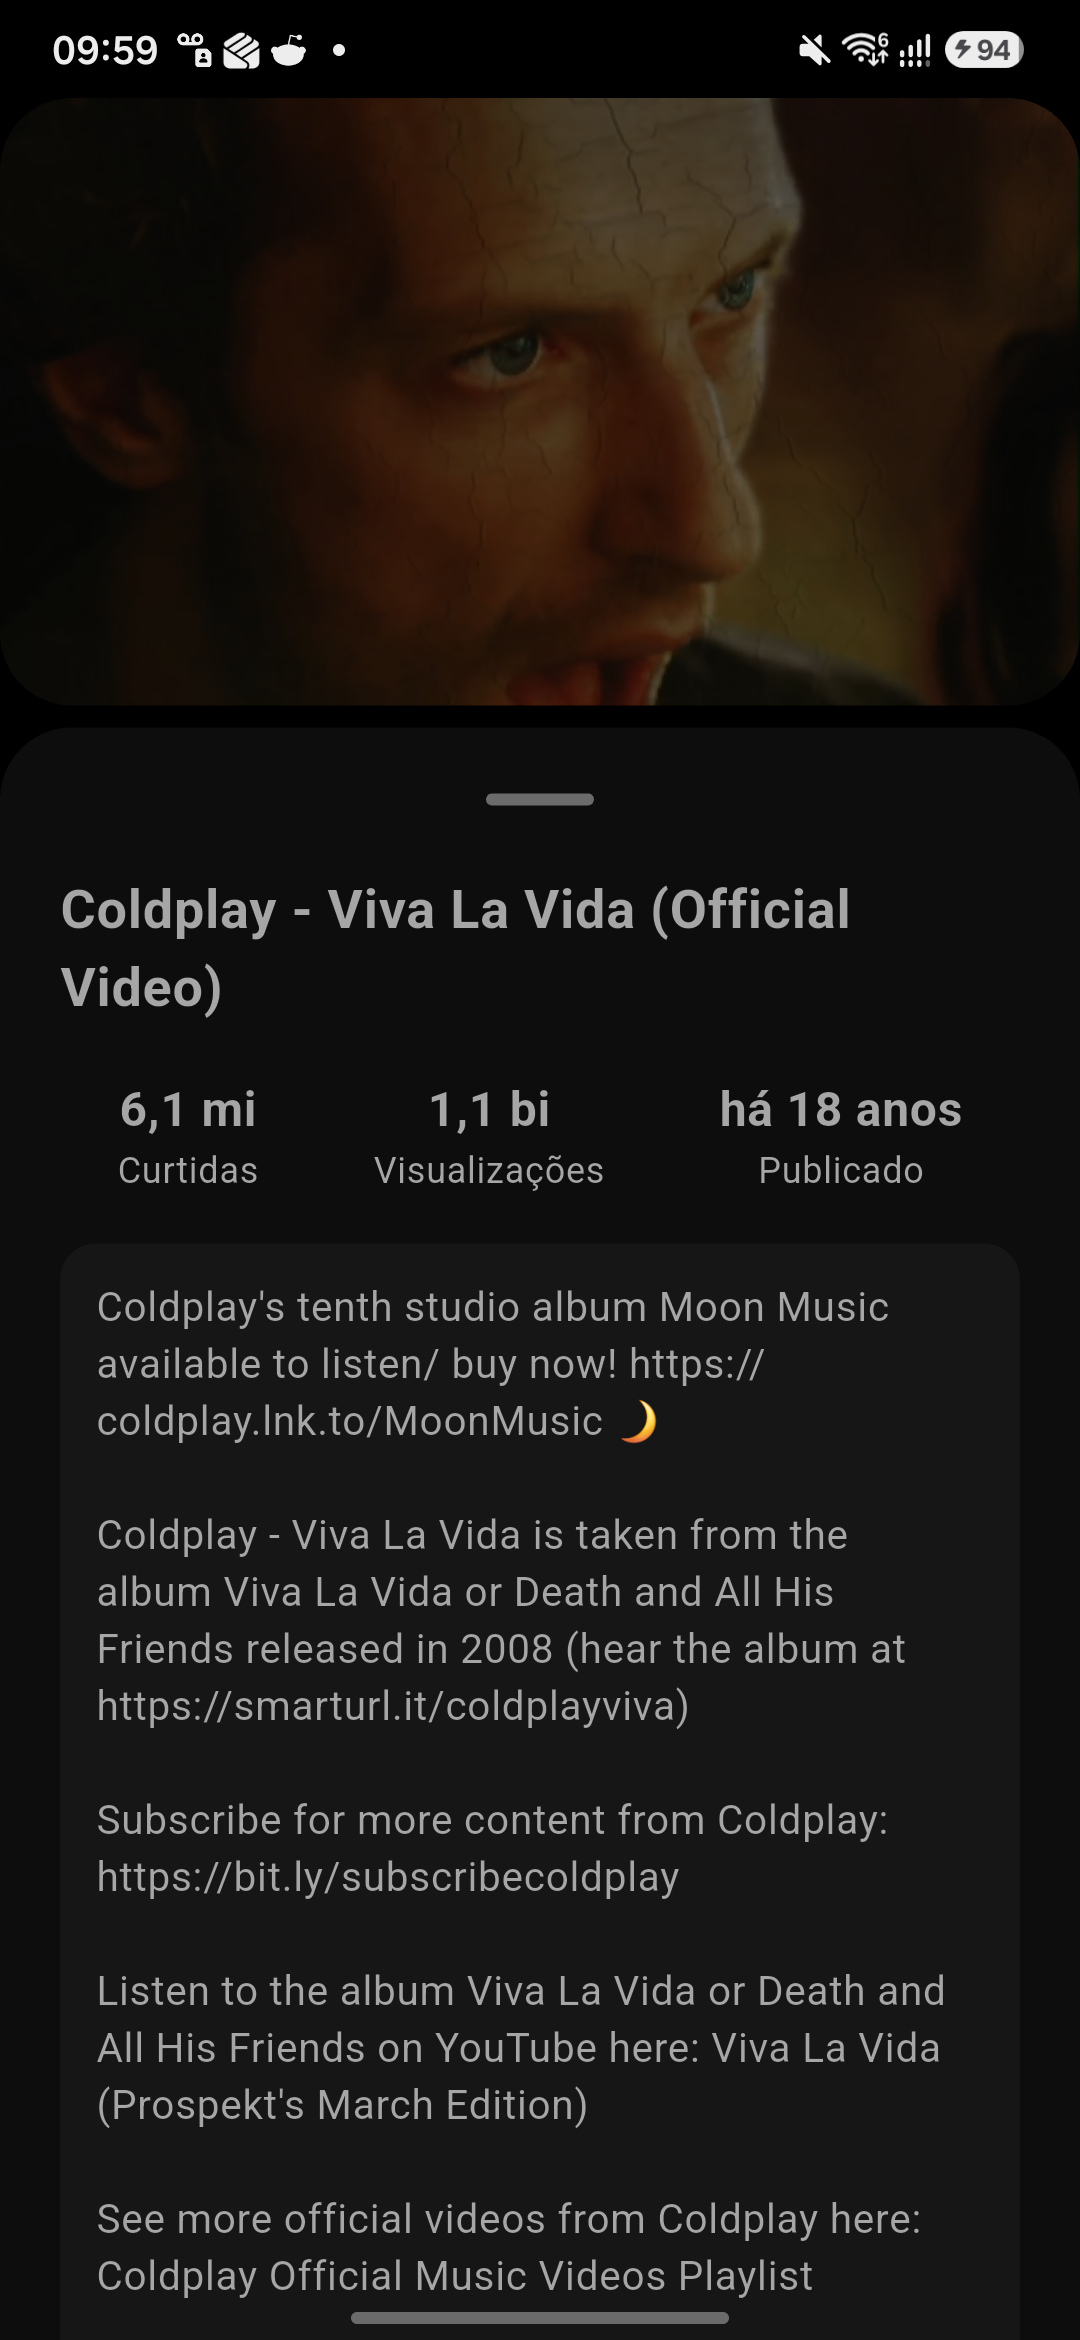 09:59
6
94
Coldplay - Viva La Vida (Official
Video)
6,1 mi
1,1 bi
há 18 anos
Curtidas
Visualizações
Publicado
Coldplay's tenth studio album Moon Music
available to listen/ buy now! https://
coldplay.lnk.to/MoonMusic 🌙
Coldplay - Viva La Vida is taken from the
album Viva La Vida or Death and All His
Friends released in 2008 (hear the album at
https://smarturl.it/coldplayviva)
Subscribe for more content from Coldplay:
https://bit.ly/subscribecoldplay
Listen to the album Viva La Vida or Death and
All His Friends on YouTube here: Viva La Vida
(Prospekt's March Edition)
See more official videos from Coldplay here:
Coldplay Official Music Videos Playlist